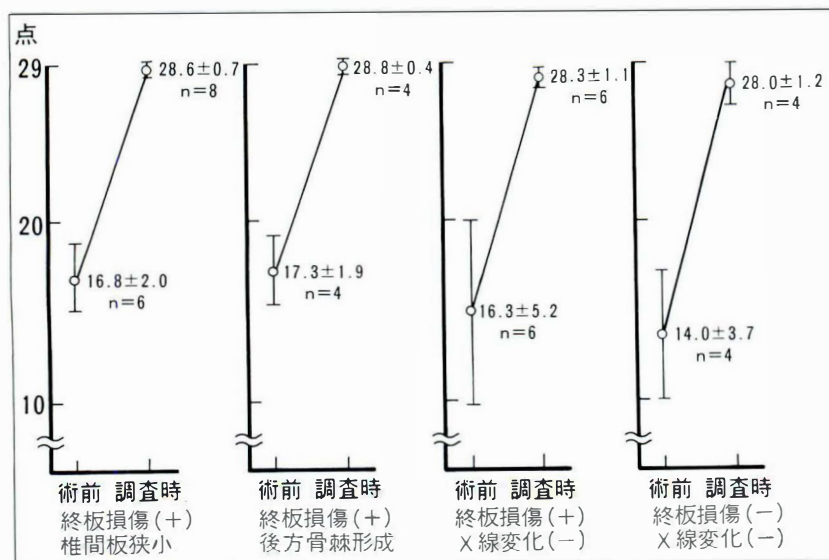 点
29
20
10
28.6±0.7
n=8
16.8±2.0
n=6
術前 調査時
終板損傷(+)
椎間板狭小
28.8±0.4
n=4
17.3±1.9
n=4
術前 調査時
終板損傷(+)
後方骨棘形成
28.3±1.1
n=6
16.3±5.2
n=6
術前 調査時
終板損傷(+)
X線変化(-)
28.0±1.2
n=4
14.0±3.7
n=4
術前 調査時
終板損傷(-)
X線変化(-)